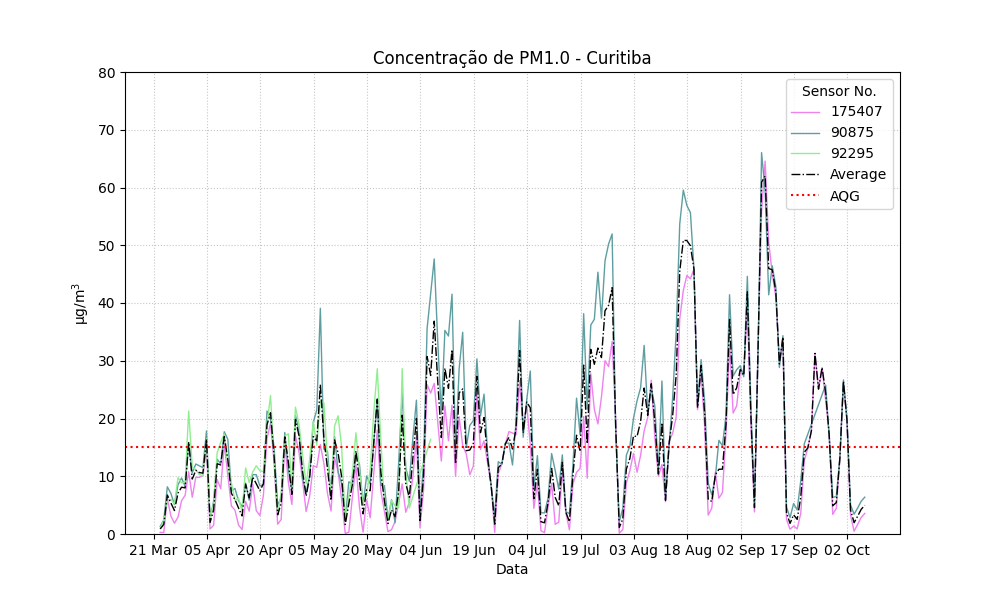 Concentração de PM1.0 - Curitiba
80
70
60
50
40
30
20
10
0
µg/m³
Sensor No.
175407
90875
92295
Average
AQG
21 Mar 05 Apr 20 Apr 05 May 20 May 04 Jun 19 Jun 04 Jul 19 Jul 03 Aug 18 Aug 02 Sep 17 Sep 02 Oct
Data